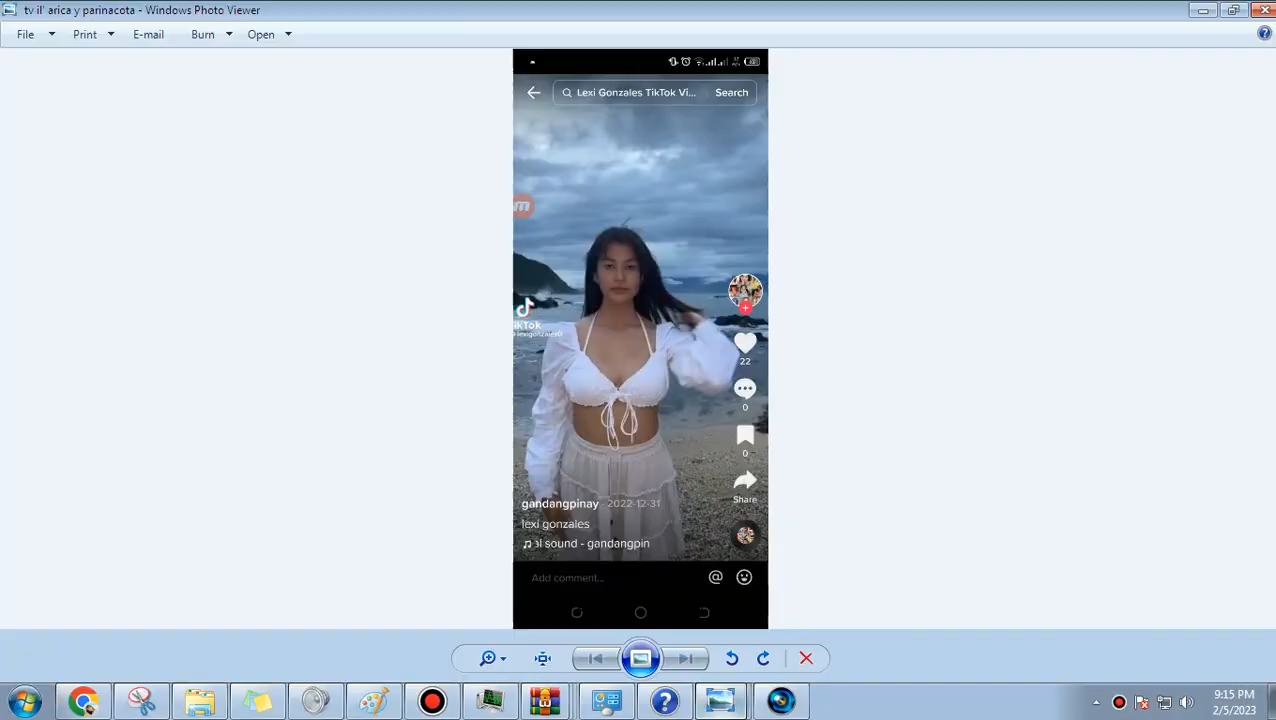 tv il' arica y parinacota - Windows Photo Viewer
File Print E-mail Burn Open
Lexi Gonzales TikTok Vi... Search
22
0
0
Share
gandangpinay · 2022-12-31
lexi gonzales
al sound - gandangpin
Add comment...
9:15 PM
2/5/2023